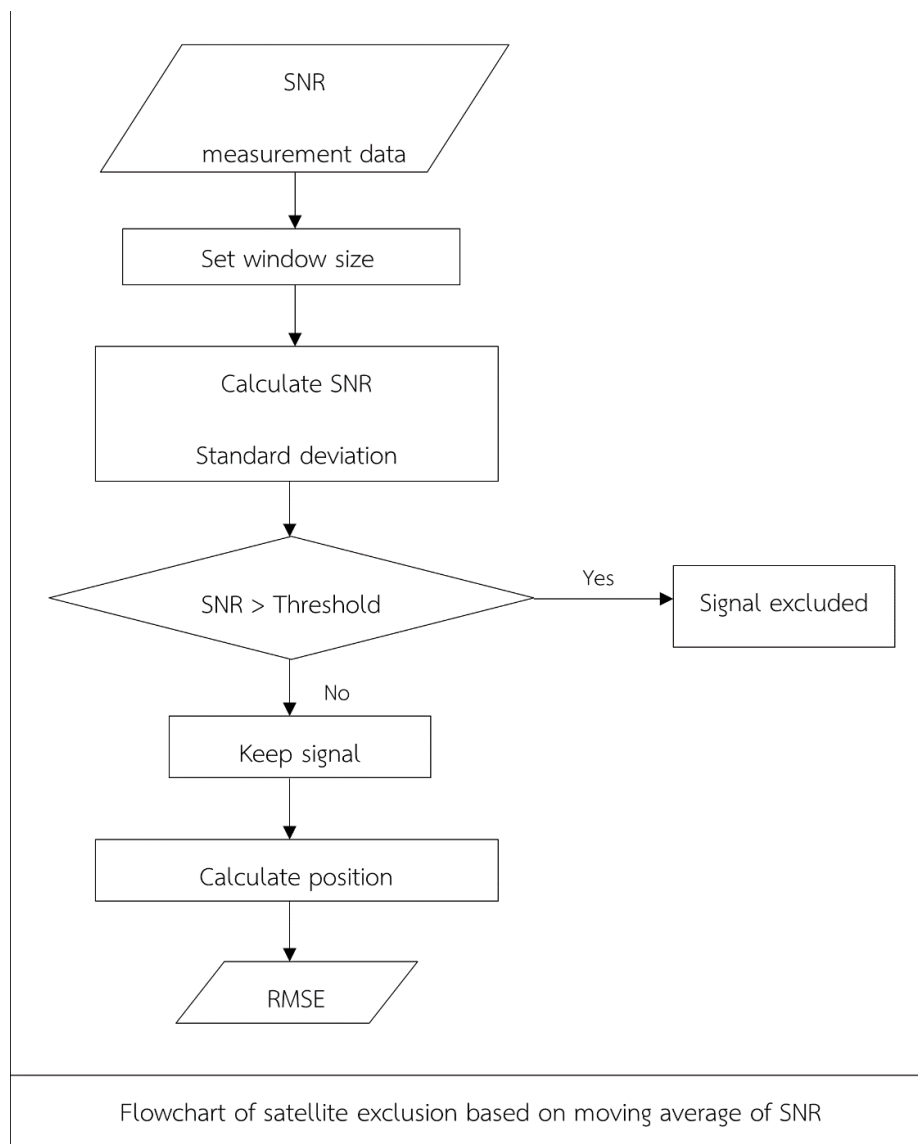 SNR
measurement data
Set window size
Calculate SNR
Standard deviation
SNR > Threshold
Yes
Signal excluded
No
Keep signal
Calculate position
RMSE
Flowchart of satellite exclusion based on moving average of SNR